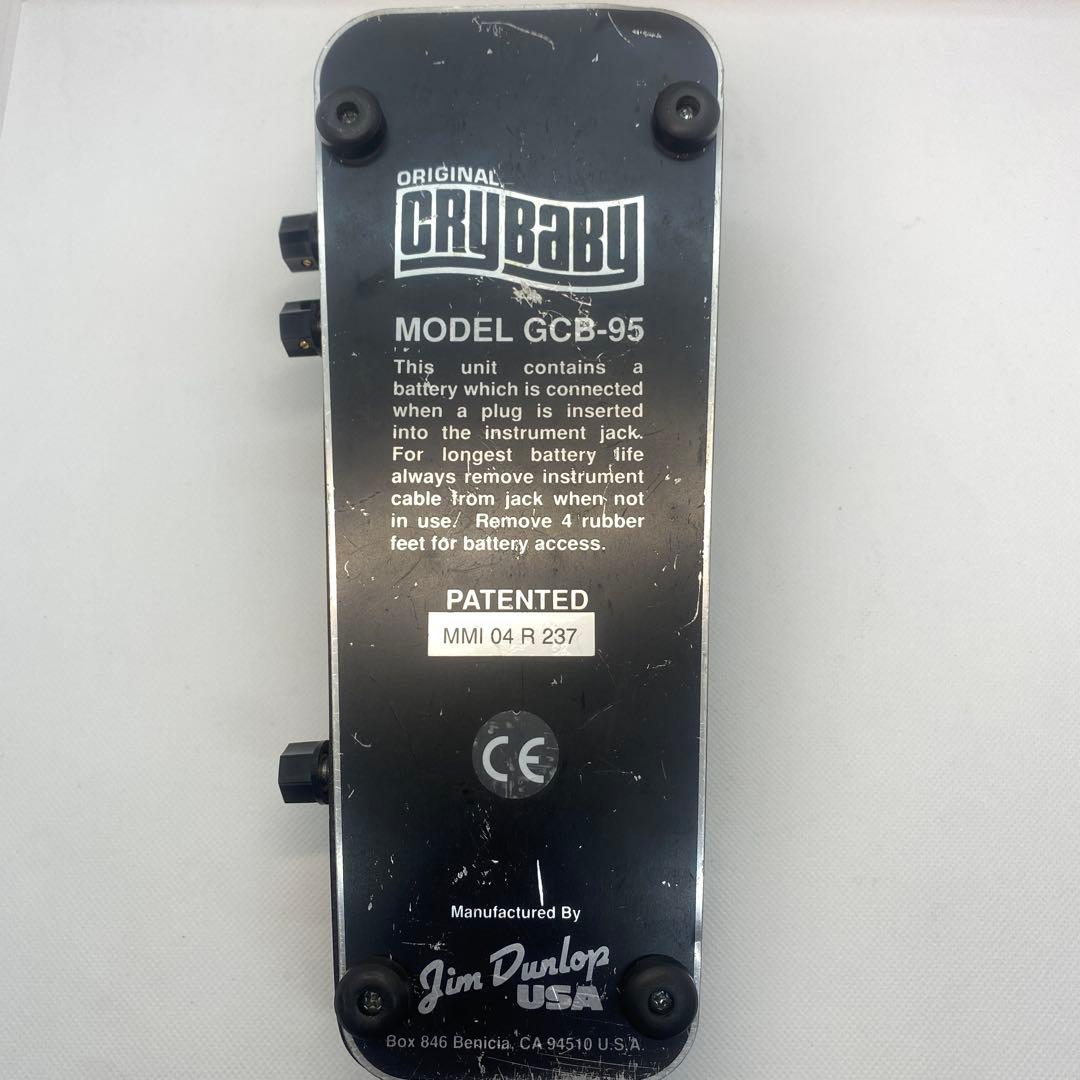 ORIGINAL
CRYBABY
MODEL GCB-95
This unit contains a
battery which is connected
when a plug is inserted
into the instrument jack.
For longest battery life
always remove instrument
cable from jack when not
in use. Remove 4 rubber
feet for battery access.
PATENTED
MMI 04 R 237
CE
Manufactured By
Jim Dunlop
USA
Box 846 Benicia, CA 94510 U.S.A.